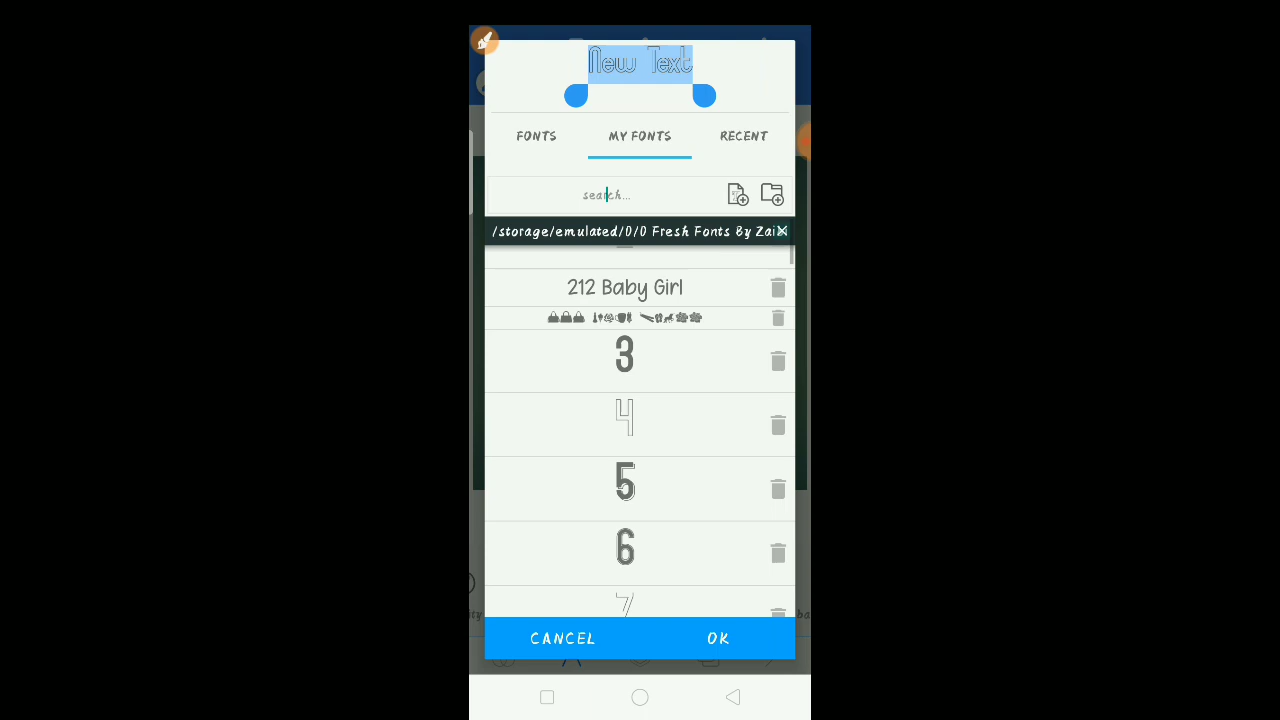 New Text
FONTS MY FONTS RECENT
search...
/storage/emulated/0/0 Fresh Fonts By Zai
212 Baby Girl
3
4
5
6
7
CANCEL OK